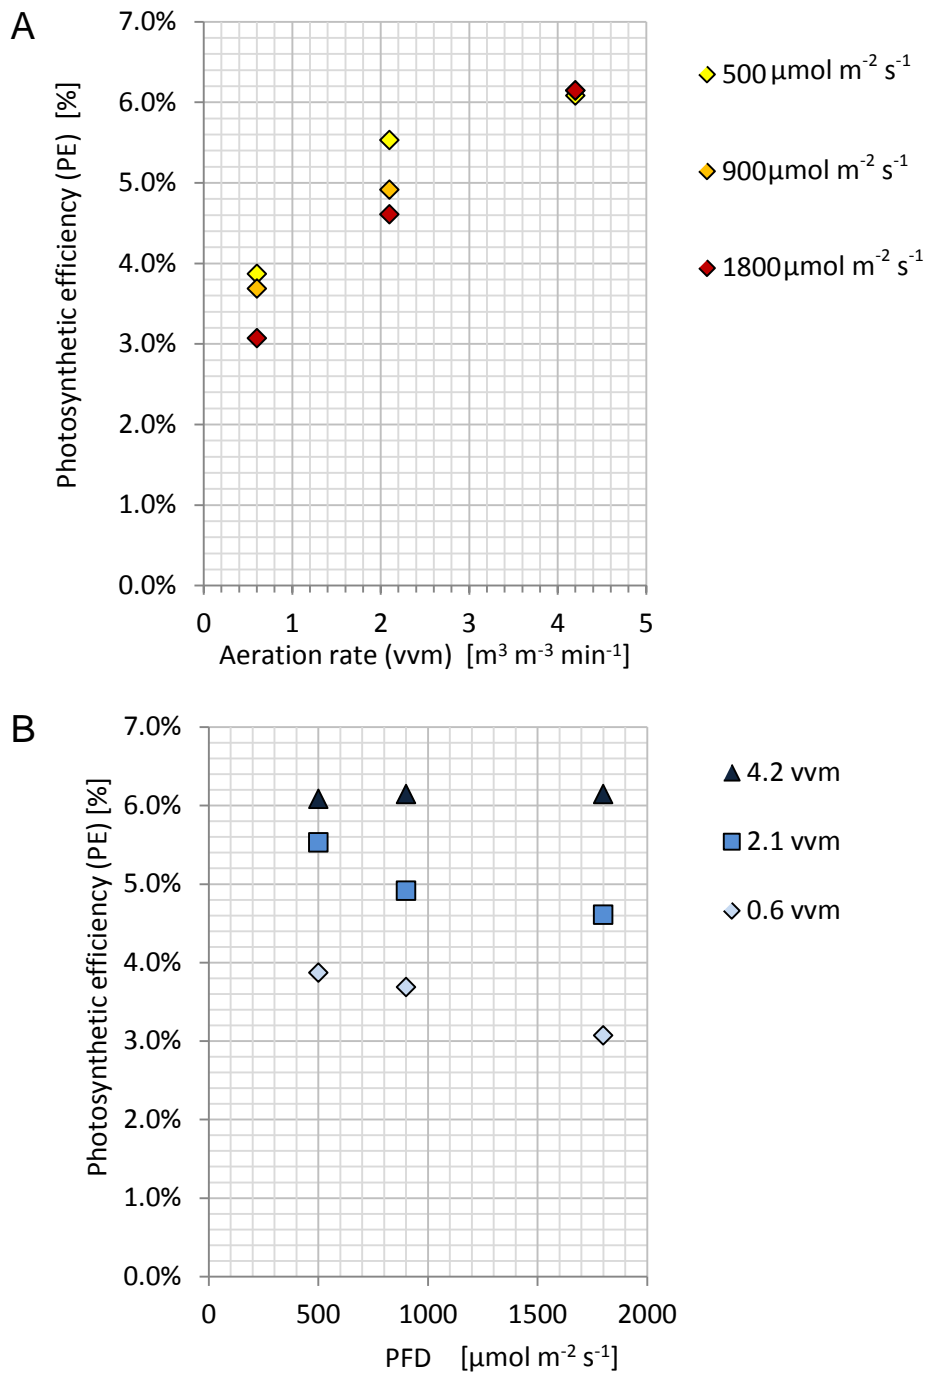 A
Photosynthetic efficiency (PE) [%]
7.0%
6.0%
5.0%
4.0%
3.0%
2.0%
1.0%
0.0%
0 1 2 3 4 5
Aeration rate (vvm) [m³ m⁻³ min⁻¹]
500 μmol m⁻² s⁻¹
900 μmol m⁻² s⁻¹
1800 μmol m⁻² s⁻¹
B
Photosynthetic efficiency (PE) [%]
7.0%
6.0%
5.0%
4.0%
3.0%
2.0%
1.0%
0.0%
0 500 1000 1500 2000
PFD [μmol m⁻² s⁻¹]
4.2 vvm
2.1 vvm
0.6 vvm